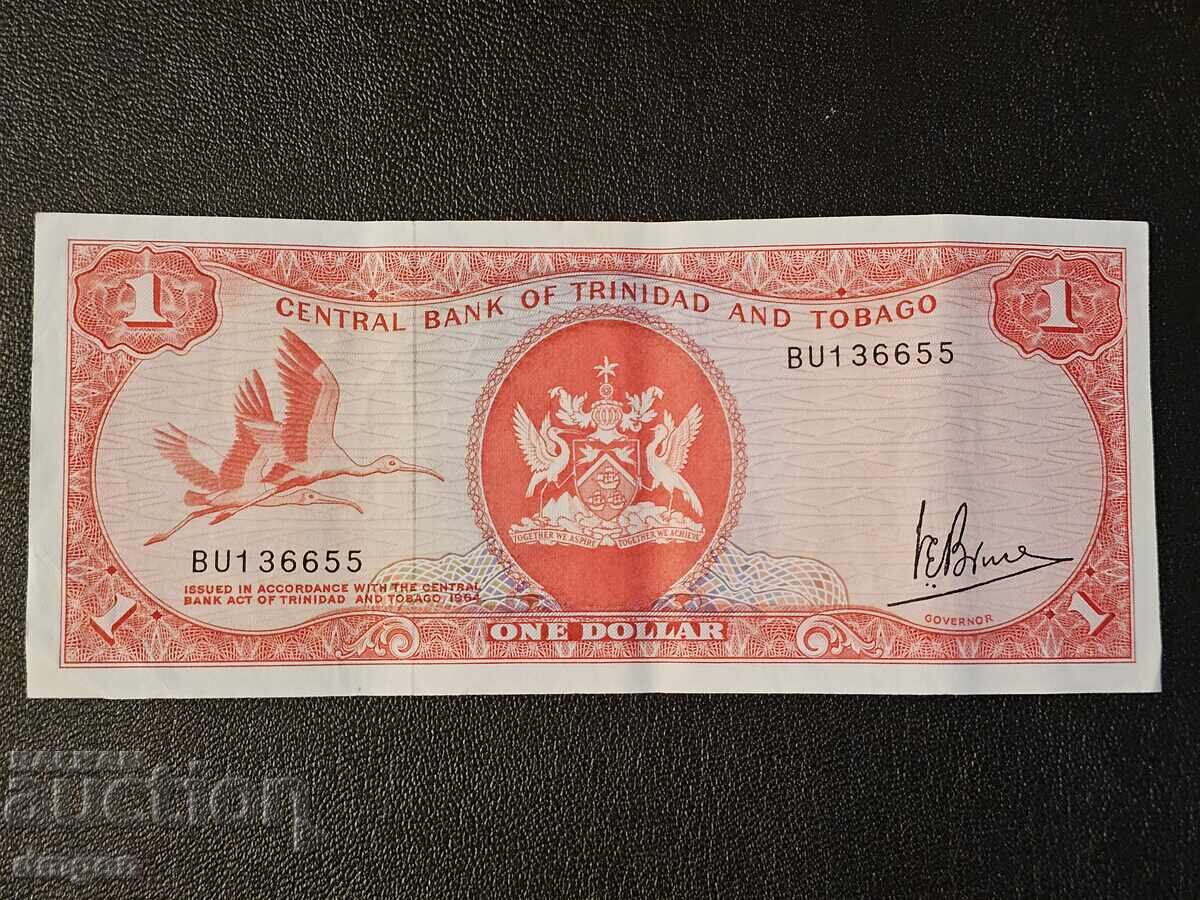 1
1
CENTRAL BANK OF TRINIDAD AND TOBAGO
BU136655
TOGETHER WE ASPIRE TOGETHER WE ACHIEVE
BU136655
ISSUED IN ACCORDANCE WITH THE CENTRAL
BANK ACT OF TRINIDAD AND TOBAGO, 1964
GOVERNOR
1
ONE DOLLAR
1
BALKAN
auction